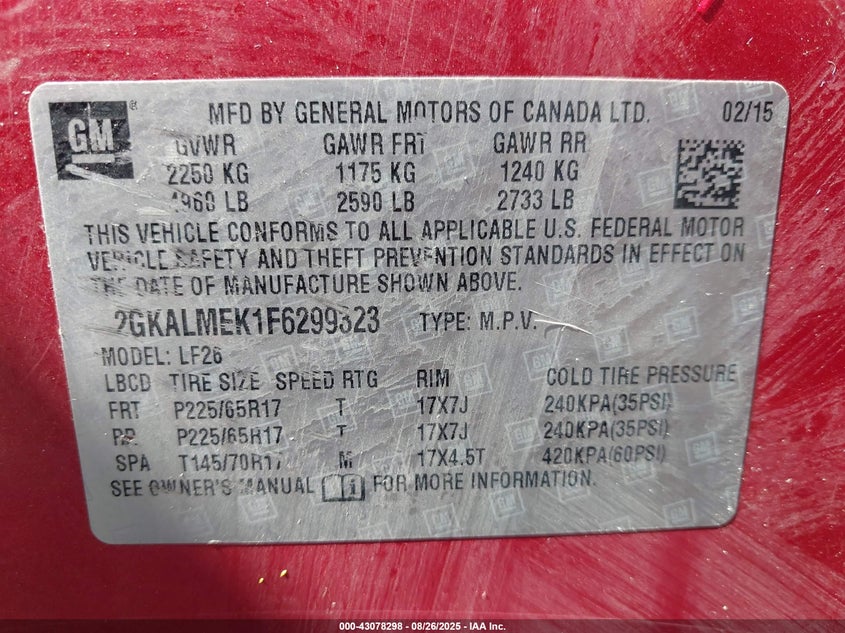 GM ® MFD BY GENERAL MOTORS OF CANADA LTD. 02/15
GVWR GAWR FRT GAWR RR
2250 KG 1175 KG 1240 KG
4960 LB 2590 LB 2733 LB
THIS VEHICLE CONFORMS TO ALL APPLICABLE U.S. FEDERAL MOTOR
VEHICLE SAFETY AND THEFT PREVENTION STANDARDS IN EFFECT ON
THE DATE OF MANUFACTURE SHOWN ABOVE.
2GKALMEK1F6299323 TYPE: M.P.V.
MODEL: LF26
LBCD TIRE SIZE SPEED RTG RIM COLD TIRE PRESSURE
FRT P225/65R17 T 17X7J 240KPA(35PSI)
RR P225/65R17 T 17X7J 240KPA(35PSI)
SPA T145/70R17 M 17X4.5T 420KPA(60PSI)
SEE OWNER'S MANUAL FOR MORE INFORMATION.
000-43078298 - 08/26/2025 - IAA Inc.